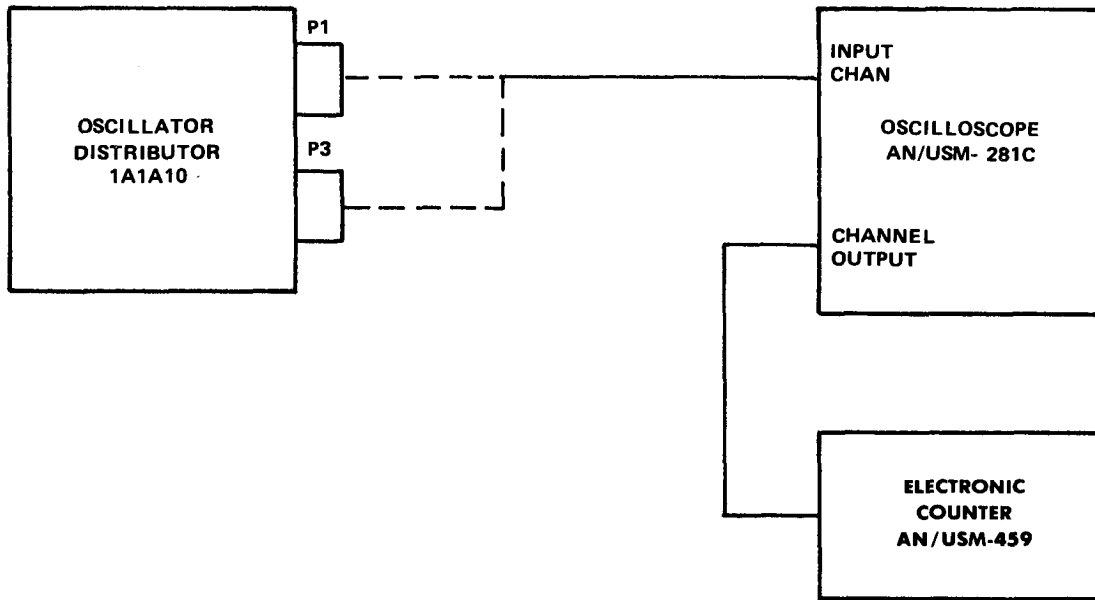 P1
OSCILLATOR
DISTRIBUTOR
1A1A10
P3
INPUT
CHAN
OSCILLOSCOPE
AN/USM- 281C
CHANNEL
OUTPUT
ELECTRONIC
COUNTER
AN/USM-459